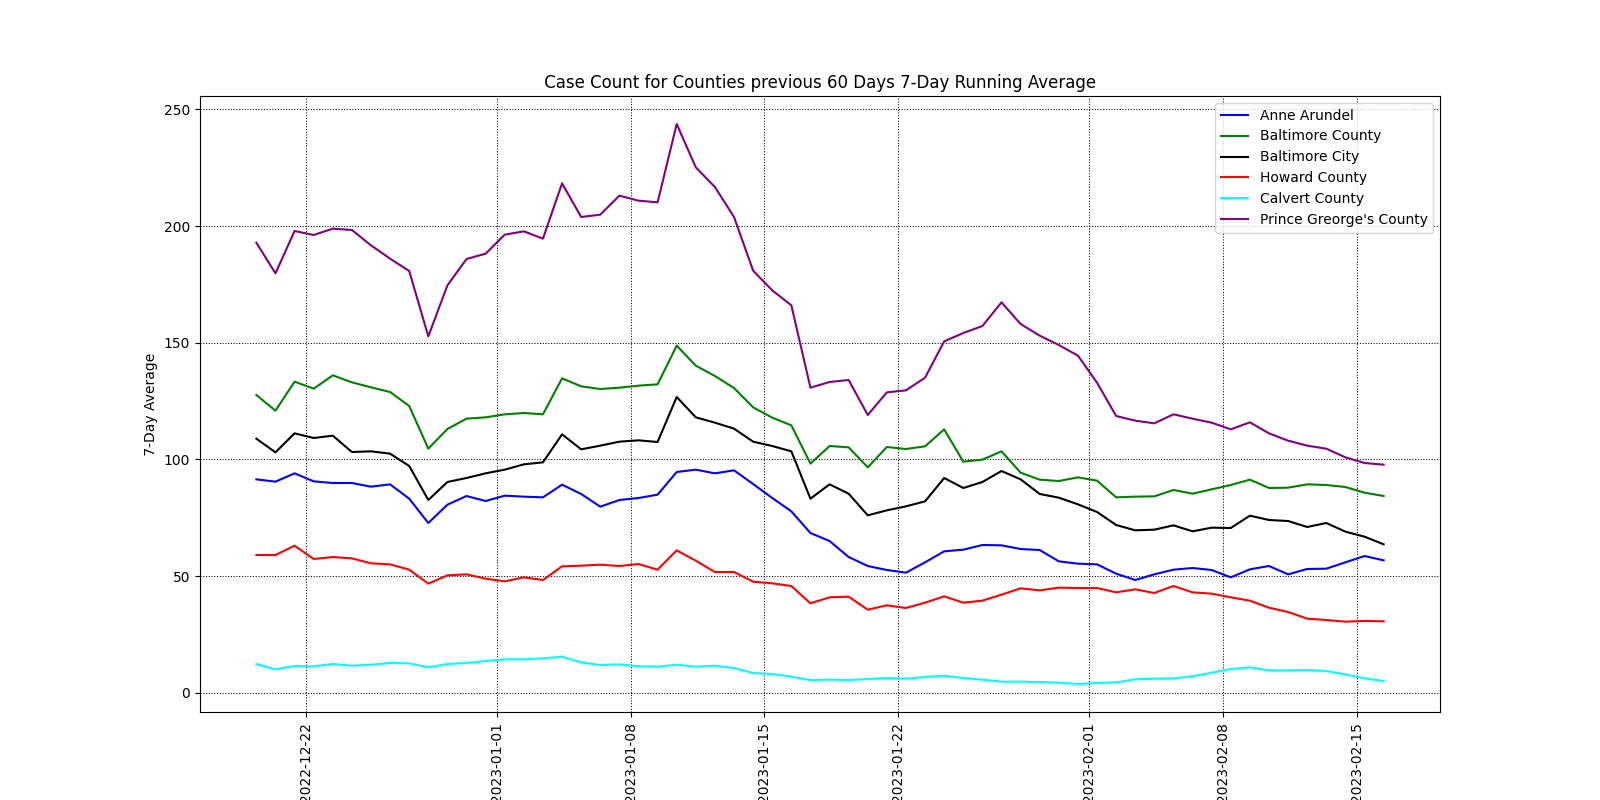 Case Count for Counties previous 60 Days 7-Day Running Average
250
200
150
100
50
0
7-Day Average
Anne Arundel
Baltimore County
Baltimore City
Howard County
Calvert County
Prince Greorge's County
2022-12-22
2023-01-01
2023-01-08
2023-01-15
2023-01-22
2023-02-01
2023-02-08
2023-02-15